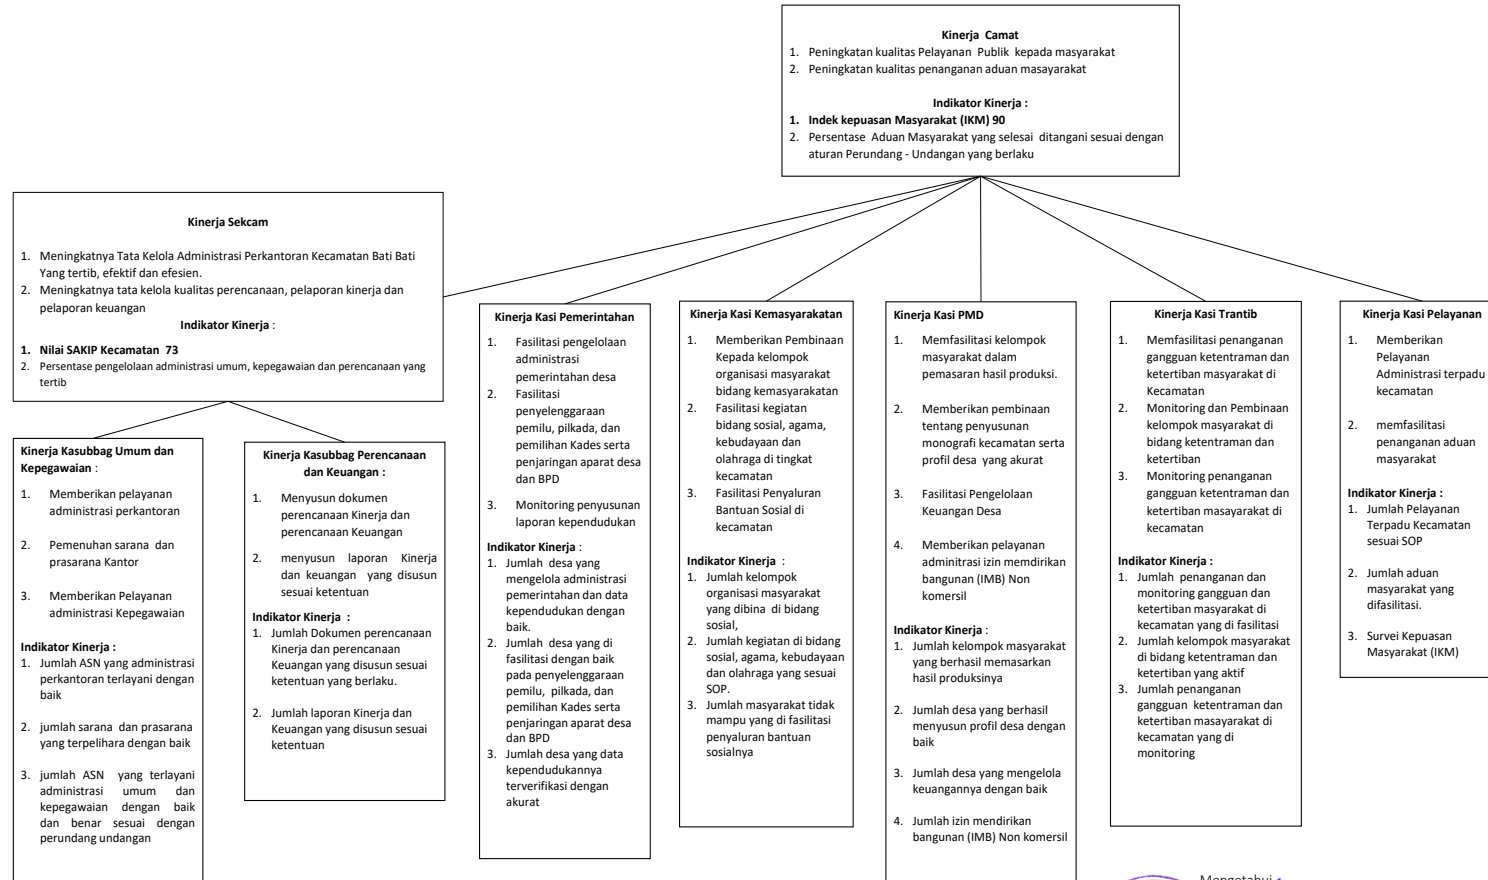 Kinerja Camat
1. Peningkatan kualitas Pelayanan Publik kepada masyarakat
2. Peningkatan kualitas penanganan aduan masayarakat
Indikator Kinerja :
1. Indek kepuasan Masyarakat (IKM) 90
2. Persentase Aduan Masyarakat yang selesai ditangani sesuai dengan
aturan Perundang - Undangan yang berlaku
Kinerja Sekcam
1. Meningkatnya Tata Kelola Administrasi Perkantoran Kecamatan Bati Bati
Yang tertib, efektif dan efesien.
2. Meningkatnya tata kelola kualitas perencanaan, pelaporan kinerja dan
pelaporan keuangan
Indikator Kinerja :
1. Nilai SAKIP Kecamatan 73
2. Persentase pengelolaan administrasi umum, kepegawaian dan perencanaan yang
tertib
Kinerja Kasubbag Umum dan
Kepegawaian :
1. Memberikan pelayanan
administrasi perkantoran
2. Pemenuhan sarana dan
prasarana Kantor
3. Memberikan Pelayanan
administrasi Kepegawaian
Indikator Kinerja :
1. Jumlah ASN yang administrasi
perkantoran terlayani dengan
baik
2. jumlah sarana dan prasarana
yang terpelihara dengan baik
3. jumlah ASN yang terlayani
administrasi umum dan
kepegawaian dengan baik
dan benar sesuai dengan
perundang undangan
Kinerja Kasubbag Perencanaan
dan Keuangan :
1. Menyusun dokumen
perencanaan Kinerja dan
perencanaan Keuangan
2. menyusun laporan Kinerja
dan keuangan yang disusun
sesuai ketentuan
Indikator Kinerja :
1. Jumlah Dokumen perencanaan
Kinerja dan perencanaan
Keuangan yang disusun sesuai
ketentuan yang berlaku.
2. Jumlah laporan Kinerja dan
Keuangan yang disusun sesuai
ketentuan
Kinerja Kasi Pemerintahan
1. Fasilitasi pengelolaan
administrasi
pemerintahan desa
2. Fasilitasi
penyelenggaraan
pemilu, pilkada, dan
pemilihan Kades serta
penjaringan aparat desa
dan BPD
3. Monitoring penyusunan
laporan kependudukan
Indikator Kinerja :
1. Jumlah desa yang
mengelola administrasi
pemerintahan dan data
kependudukan dengan
baik.
2. Jumlah desa yang di
fasilitasi dengan baik
pada penyelenggaraan
pemilu, pilkada, dan
pemilihan Kades serta
penjaringan aparat desa
dan BPD
3. Jumlah desa yang data
kependudukannya
terverifikasi dengan
akurat
Kinerja Kasi Kemasyarakatan
1. Memberikan Pembinaan
Kepada kelompok
organisasi masyarakat
bidang kemasyarakatan
2. Fasilitasi kegiatan
bidang sosial, agama,
kebudayaan dan
olahraga di tingkat
kecamatan
3. Fasilitasi Penyaluran
Bantuan Sosial di
kecamatan
Indikator Kinerja :
1. Jumlah kelompok
organisasi masyarakat
yang dibina di bidang
sosial,
2. Jumlah kegiatan di bidang
sosial, agama, kebudayaan
dan olahraga yang sesuai
SOP.
3. Jumlah masyarakat tidak
mampu yang di fasilitasi
penyaluran bantuan
sosialnya
Kinerja Kasi PMD
1. Memfasilitasi kelompok
masyarakat dalam
pemasaran hasil produksi.
2. Memberikan pembinaan
tentang penyusunan
monografi kecamatan serta
profil desa yang akurat
3. Fasilitasi Pengelolaan
Keuangan Desa
4. Memberikan pelayanan
adminitrasi izin memdirikan
bangunan (IMB) Non
komersil
Indikator Kinerja :
1. Jumlah kelompok masyarakat
yang berhasil memasarkan
hasil produksinya
2. Jumlah desa yang berhasil
menyusun profil desa dengan
baik
3. Jumlah desa yang mengelola
keuangannya dengan baik
4. Jumlah izin mendirikan
bangunan (IMB) Non komersil
Kinerja Kasi Trantib
1. Memfasilitasi penanganan
gangguan ketentraman dan
ketertiban masyarakat di
Kecamatan
2. Monitoring dan Pembinaan
kelompok masyarakat di
bidang ketentraman dan
ketertiban
3. Monitoring penanganan
gangguan ketentraman dan
ketertiban masayarakat di
kecamatan
Indikator Kinerja :
1. Jumlah penanganan dan
monitoring gangguan dan
ketertiban masyarakat di
kecamatan yang di fasilitasi
2. Jumlah kelompok masyarakat
di bidang ketentraman dan
ketertiban yang aktif
3. Jumlah penanganan
gangguan ketentraman dan
ketertiban masayarakat di
kecamatan yang di
monitoring
Kinerja Kasi Pelayanan
1. Memberikan
Pelayanan
Administrasi terpadu
kecamatan
2. memfasilitasi
penanganan aduan
masyarakat
Indikator Kinerja :
1. Jumlah Pelayanan
Terpadu Kecamatan
sesuai SOP
2. Jumlah aduan
masyarakat yang
difasilitasi.
3. Survei Kepuasan
Masyarakat (IKM)
Mengetahui